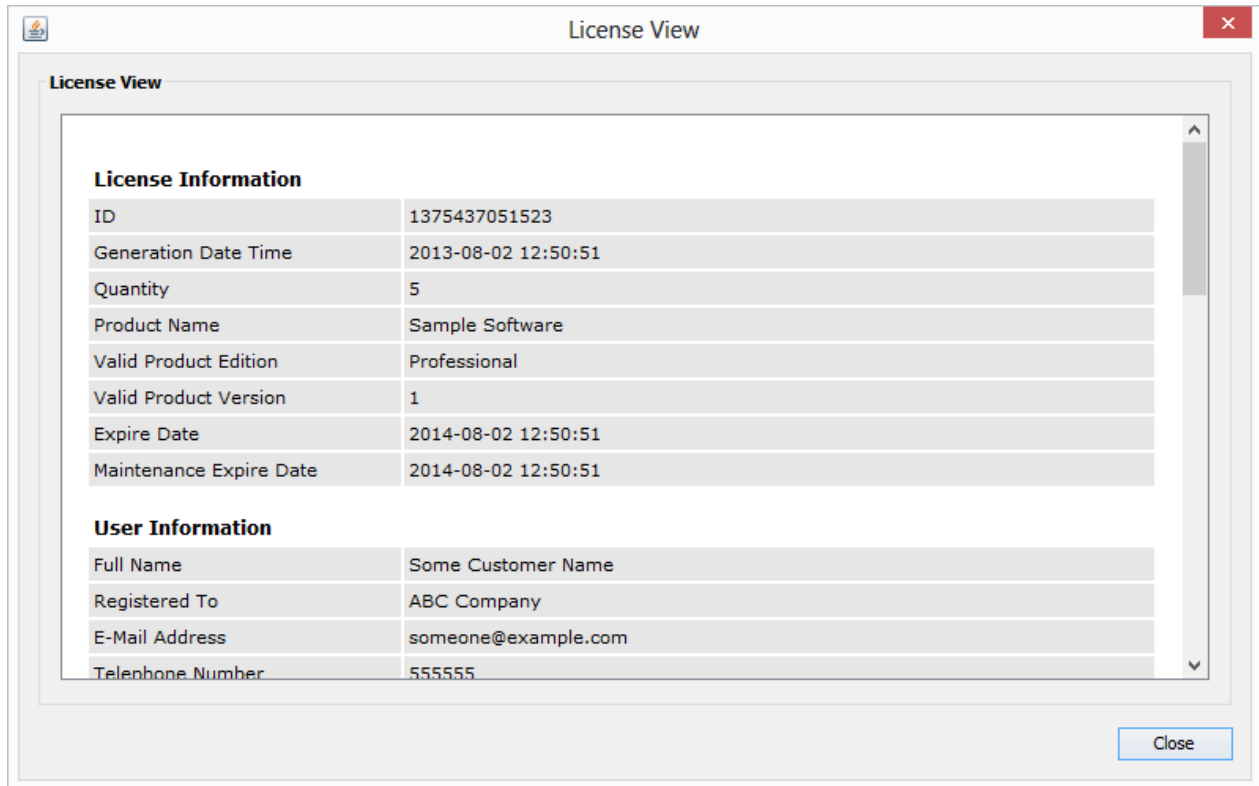 License View
License View
License Information
ID 1375437051523
Generation Date Time 2013-08-02 12:50:51
Quantity 5
Product Name Sample Software
Valid Product Edition Professional
Valid Product Version 1
Expire Date 2014-08-02 12:50:51
Maintenance Expire Date 2014-08-02 12:50:51
User Information
Full Name Some Customer Name
Registered To ABC Company
E-Mail Address someone@example.com
Telephone Number 555555
Close